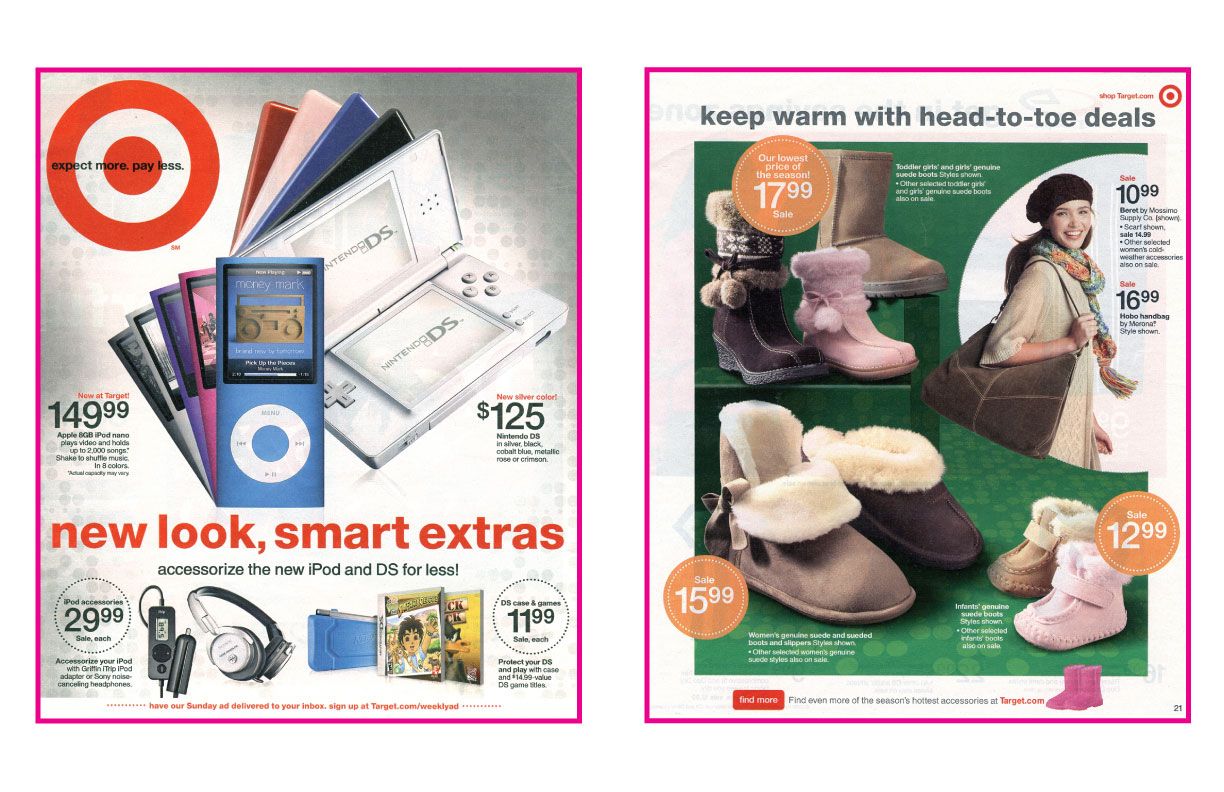 expect more. pay less.
SM
NINTENDO DS
NINTENDO DS
Now Playing
money mark
brand new by tomorrow
Pick Up the Pieces
Money Mark
2:10
-1:15
MENU
Now at Target!
149 99
Apple 8GB iPod nano
plays video and holds
up to 2,000 songs.*
Shake to shuffle music.
In 8 colors.
*Actual capacity may vary.
New silver color!
$125
Nintendo DS
in silver, black,
cobalt blue, metallic
rose or crimson.
new look, smart extras
accessorize the new iPod and DS for less!
iPod accessories
29 99
Sale, each
Accessorize your iPod
with Griffin iTrip iPod
adapter or Sony noise-
canceling headphones.
DS case & games
11 99
Sale, each
Protect your DS
and play with case
and $14.99-value
DS game titles.
have our Sunday ad delivered to your inbox. sign up at Target.com/weeklyad
shop Target.com
keep warm with head-to-toe deals
Our lowest
price of
the season!
17 99
Sale
Toddler girls' and girls' genuine
suede boots Styles shown.
• Other selected toddler girls'
and girls' genuine suede boots
also on sale.
Sale
10 99
Beret by Mossimo
Supply Co. (shown).
• Scarf shown,
sale 14.99
• Other selected
women's cold-
weather accessories
also on sale.
Sale
16 99
Hobo handbag
by Merona®
Style shown.
Sale
15 99
Women's genuine suede and sueded
boots and slippers Styles shown.
• Other selected women's genuine
suede styles also on sale.
Sale
12 99
Infants' genuine
suede boots
Styles shown.
• Other selected
infants' boots
also on sale.
find more
Find even more of the season's hottest accessories at Target.com
21